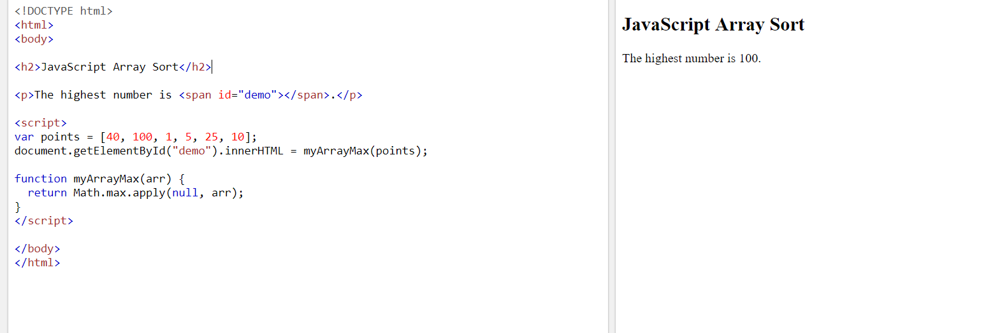 <!DOCTYPE html>
<html>
<body>
<h2>JavaScript Array Sort</h2>
<p>The highest number is <span id="demo"></span>.</p>
<script>
var points = [40, 100, 1, 5, 25, 10];
document.getElementById("demo").innerHTML = myArrayMax(points);
function myArrayMax(arr) {
  return Math.max.apply(null, arr);
}
</script>
</body>
</html>
JavaScript Array Sort
The highest number is 100.